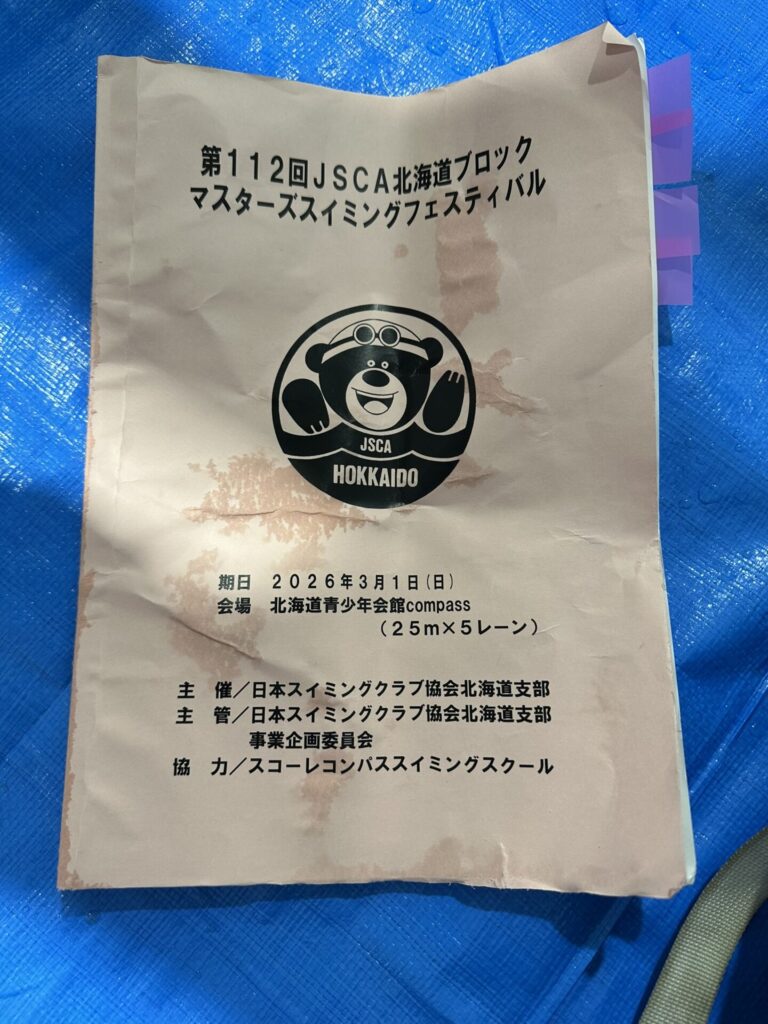 第112回JSCA北海道ブロック
マスターズスイミングフェスティバル
JSCA
HOKKAIDO
期日 2026年3月1日(日)
会場 北海道青少年会館compass
(25m×5レーン)
主 催/日本スイミングクラブ協会北海道支部
主 管/日本スイミングクラブ協会北海道支部
事業企画委員会
協 力/スコーレコンパススイミングスクール